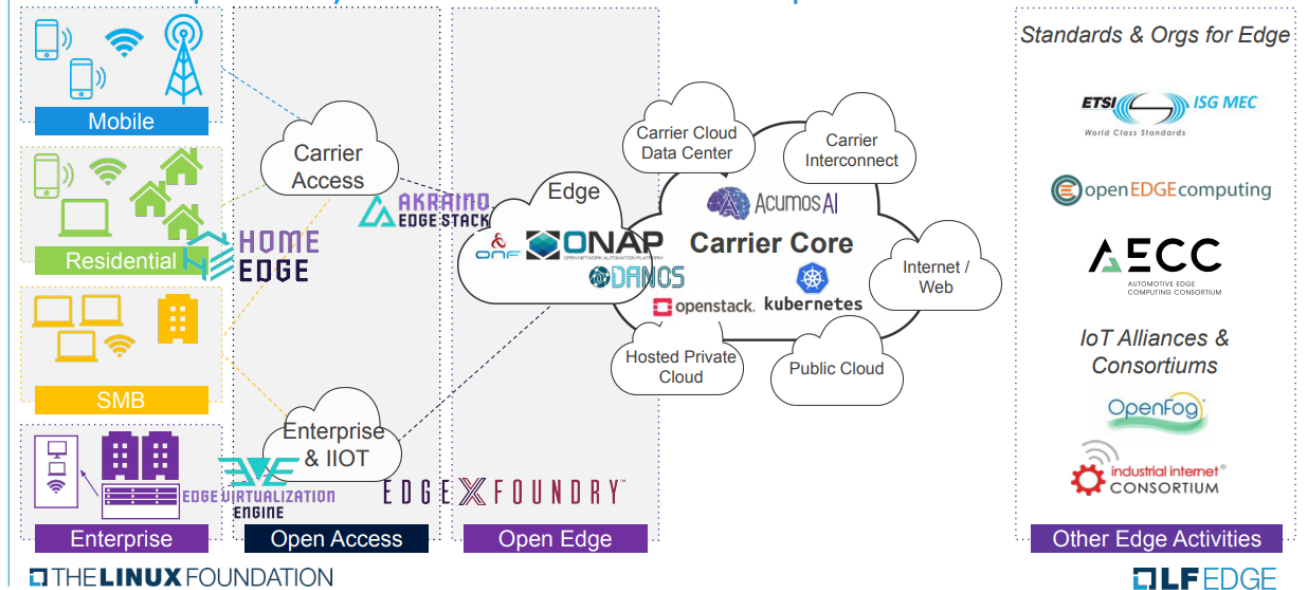 Mobile
Residential
HOME
EDGE
SMB
EDGE VIRTUALIZATION
ENGINE
Enterprise
Carrier
Access
Enterprise
& IIOT
Open Access
AKRAINO
EDGE STACK
EDGE X FOUNDRY™
Open Edge
Edge
ONF
ONAP
OPEN NETWORK AUTOMATION PLATFORM
DANOS
Carrier Cloud
Data Center
Carrier
Interconnect
Acumos AI
Carrier Core
openstack.
kubernetes
Internet /
Web
Hosted Private
Cloud
Public Cloud
Standards & Orgs for Edge
ETSI ISG MEC
World Class Standards
openEDGEcomputing
AECC
AUTOMOTIVE EDGE
COMPUTING CONSORTIUM
IoT Alliances &
Consortiums
OpenFog
industrial internet®
CONSORTIUM
Other Edge Activities
THE LINUX FOUNDATION
LF EDGE